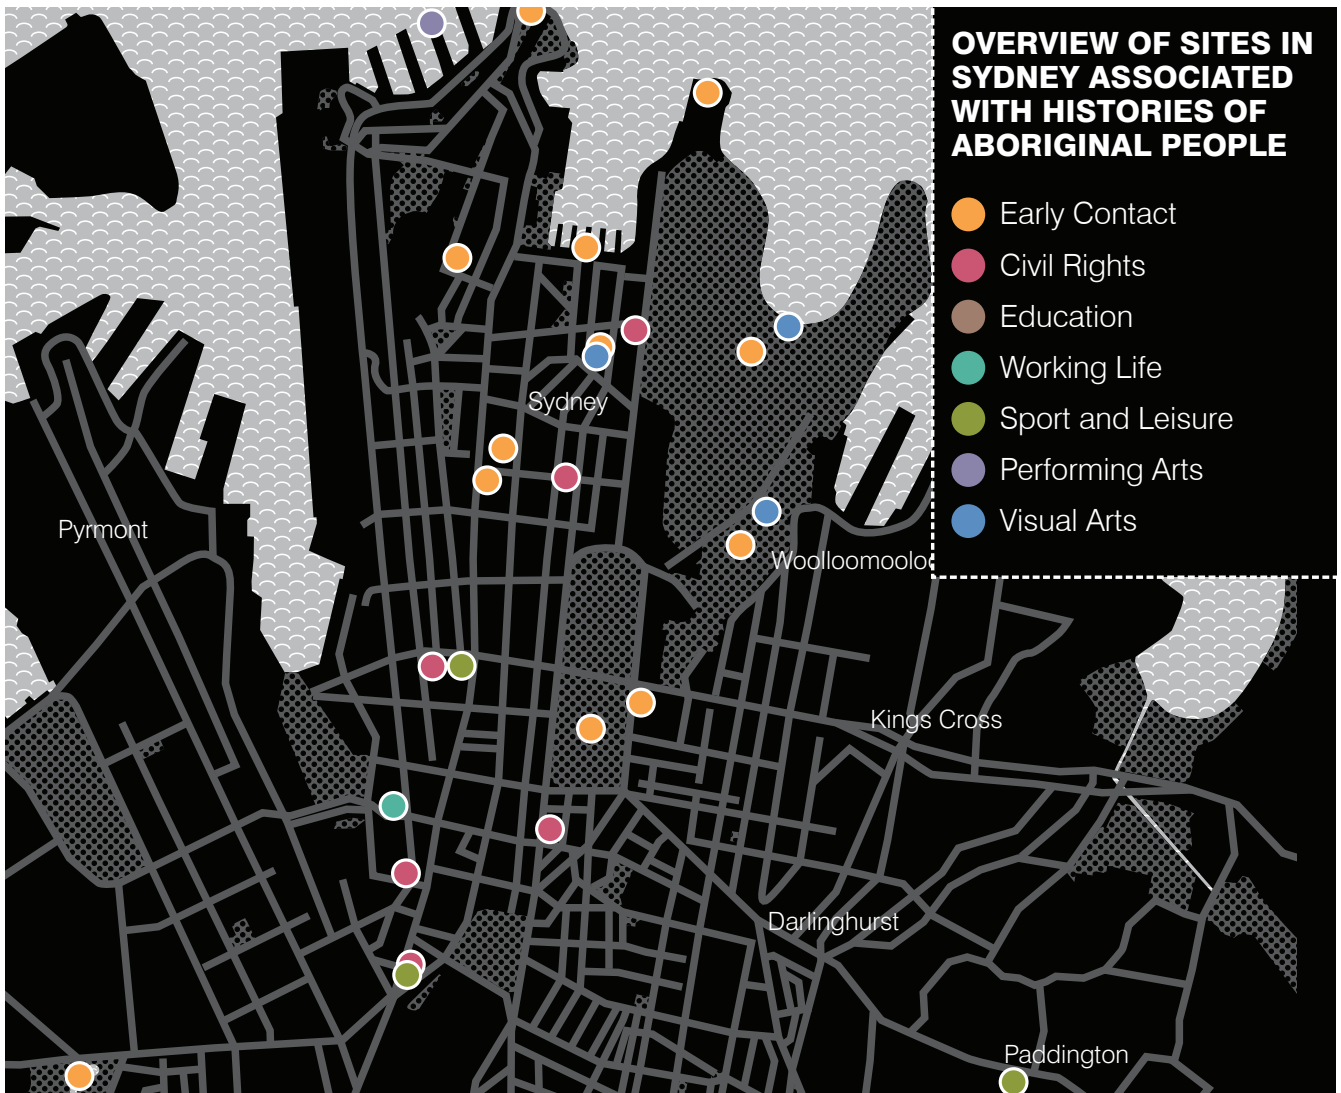 OVERVIEW OF SITES IN
SYDNEY ASSOCIATED
WITH HISTORIES OF
ABORIGINAL PEOPLE
Early Contact
Civil Rights
Education
Working Life
Sport and Leisure
Performing Arts
Visual Arts
Sydney
Pyrmont
Woolloomooloo
Kings Cross
Darlinghurst
Paddington